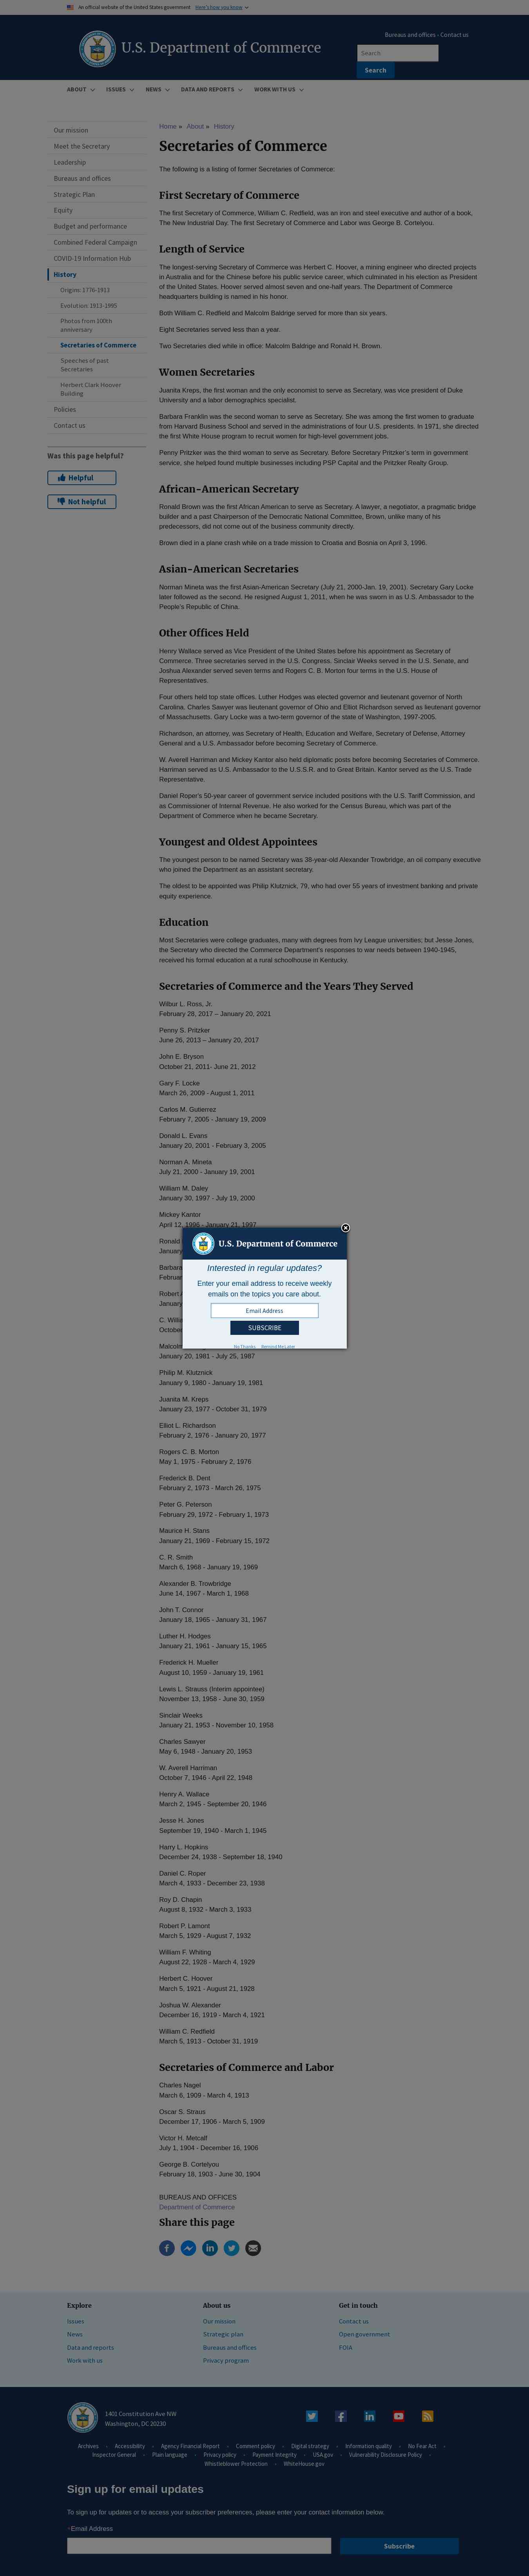 An official website of the United States government Here's how you know
U.S. Department of Commerce
Bureaus and offices • Contact us
Search
Search
ABOUT ISSUES NEWS DATA AND REPORTS WORK WITH US
Our mission
Meet the Secretary
Leadership
Bureaus and offices
Strategic Plan
Equity
Budget and performance
Combined Federal Campaign
COVID-19 Information Hub
History
Origins: 1776-1913
Evolution: 1913-1995
Photos from 100th
anniversary
Secretaries of Commerce
Speeches of past
Secretaries
Herbert Clark Hoover
Building
Policies
Contact us
Was this page helpful?
Helpful
Not helpful
Home » About » History
Secretaries of Commerce
The following is a listing of former Secretaries of Commerce:
First Secretary of Commerce
The first Secretary of Commerce, William C. Redfield, was an iron and steel executive and author of a book,
The New Industrial Day. The first Secretary of Commerce and Labor was George B. Cortelyou.
Length of Service
The longest-serving Secretary of Commerce was Herbert C. Hoover, a mining engineer who directed projects
in Australia and for the Chinese before his public service career, which culminated in his election as President
of the United States. Hoover served almost seven and one-half years. The Department of Commerce
headquarters building is named in his honor.
Both William C. Redfield and Malcolm Baldrige served for more than six years.
Eight Secretaries served less than a year.
Two Secretaries died while in office: Malcolm Baldrige and Ronald H. Brown.
Women Secretaries
Juanita Kreps, the first woman and the only economist to serve as Secretary, was vice president of Duke
University and a labor demographics specialist.
Barbara Franklin was the second woman to serve as Secretary. She was among the first women to graduate
from Harvard Business School and served in the administrations of four U.S. presidents. In 1971, she directed
the first White House program to recruit women for high-level government jobs.
Penny Pritzker was the third woman to serve as Secretary. Before Secretary Pritzker's term in government
service, she helped found multiple businesses including PSP Capital and the Pritzker Realty Group.
African-American Secretary
Ronald Brown was the first African American to serve as Secretary. A lawyer, a negotiator, a pragmatic bridge
builder and a past Chairperson of the Democratic National Committee, Brown, unlike many of his
predecessors, did not come out of the business community directly.
Brown died in a plane crash while on a trade mission to Croatia and Bosnia on April 3, 1996.
Asian-American Secretaries
Norman Mineta was the first Asian-American Secretary (July 21, 2000-Jan. 19, 2001). Secretary Gary Locke
later followed as the second. He resigned August 1, 2011, when he was sworn in as U.S. Ambassador to the
People's Republic of China.
Other Offices Held
Henry Wallace served as Vice President of the United States before his appointment as Secretary of
Commerce. Three secretaries served in the U.S. Congress. Sinclair Weeks served in the U.S. Senate, and
Joshua Alexander served seven terms and Rogers C. B. Morton four terms in the U.S. House of
Representatives.
Four others held top state offices. Luther Hodges was elected governor and lieutenant governor of North
Carolina. Charles Sawyer was lieutenant governor of Ohio and Elliot Richardson served as lieutenant governor
of Massachusetts. Gary Locke was a two-term governor of the state of Washington, 1997-2005.
Richardson, an attorney, was Secretary of Health, Education and Welfare, Secretary of Defense, Attorney
General and a U.S. Ambassador before becoming Secretary of Commerce.
W. Averell Harriman and Mickey Kantor also held diplomatic posts before becoming Secretaries of Commerce.
Harriman served as U.S. Ambassador to the U.S.S.R. and to Great Britain. Kantor served as the U.S. Trade
Representative.
Daniel Roper's 50-year career of government service included positions with the U.S. Tariff Commission, and
as Commissioner of Internal Revenue. He also worked for the Census Bureau, which was part of the
Department of Commerce when he became Secretary.
Youngest and Oldest Appointees
The youngest person to be named Secretary was 38-year-old Alexander Trowbridge, an oil company executive
who joined the Department as an assistant secretary.
The oldest to be appointed was Philip Klutznick, 79, who had over 55 years of investment banking and private
equity experience.
Education
Most Secretaries were college graduates, many with degrees from Ivy League universities; but Jesse Jones,
the Secretary who directed the Commerce Department's responses to war needs between 1940-1945,
received his formal education at a rural schoolhouse in Kentucky.
Secretaries of Commerce and the Years They Served
Wilbur L. Ross, Jr.
February 28, 2017 – January 20, 2021
Penny S. Pritzker
June 26, 2013 – January 20, 2017
John E. Bryson
October 21, 2011- June 21, 2012
Gary F. Locke
March 26, 2009 - August 1, 2011
Carlos M. Gutierrez
February 7, 2005 - January 19, 2009
Donald L. Evans
January 20, 2001 - February 3, 2005
Norman A. Mineta
July 21, 2000 - January 19, 2001
William M. Daley
January 30, 1997 - July 19, 2000
Mickey Kantor
April 12, 1996 - January 21, 1997
Ronald
January
Barbara
Februar
Robert
January
C. Willia
October
Malcolm
January 20, 1981 - July 25, 1987
U.S. Department of Commerce
Interested in regular updates?
Enter your email address to receive weekly
emails on the topics you care about.
Email Address
SUBSCRIBE
No Thanks Remind Me Later
Philip M. Klutznick
January 9, 1980 - January 19, 1981
Juanita M. Kreps
January 23, 1977 - October 31, 1979
Elliot L. Richardson
February 2, 1976 - January 20, 1977
Rogers C. B. Morton
May 1, 1975 - February 2, 1976
Frederick B. Dent
February 2, 1973 - March 26, 1975
Peter G. Peterson
February 29, 1972 - February 1, 1973
Maurice H. Stans
January 21, 1969 - February 15, 1972
C. R. Smith
March 6, 1968 - January 19, 1969
Alexander B. Trowbridge
June 14, 1967 - March 1, 1968
John T. Connor
January 18, 1965 - January 31, 1967
Luther H. Hodges
January 21, 1961 - January 15, 1965
Frederick H. Mueller
August 10, 1959 - January 19, 1961
Lewis L. Strauss (Interim appointee)
November 13, 1958 - June 30, 1959
Sinclair Weeks
January 21, 1953 - November 10, 1958
Charles Sawyer
May 6, 1948 - January 20, 1953
W. Averell Harriman
October 7, 1946 - April 22, 1948
Henry A. Wallace
March 2, 1945 - September 20, 1946
Jesse H. Jones
September 19, 1940 - March 1, 1945
Harry L. Hopkins
December 24, 1938 - September 18, 1940
Daniel C. Roper
March 4, 1933 - December 23, 1938
Roy D. Chapin
August 8, 1932 - March 3, 1933
Robert P. Lamont
March 5, 1929 - August 7, 1932
William F. Whiting
August 22, 1928 - March 4, 1929
Herbert C. Hoover
March 5, 1921 - August 21, 1928
Joshua W. Alexander
December 16, 1919 - March 4, 1921
William C. Redfield
March 5, 1913 - October 31, 1919
Secretaries of Commerce and Labor
Charles Nagel
March 6, 1909 - March 4, 1913
Oscar S. Straus
December 17, 1906 - March 5, 1909
Victor H. Metcalf
July 1, 1904 - December 16, 1906
George B. Cortelyou
February 18, 1903 - June 30, 1904
BUREAUS AND OFFICES
Department of Commerce
Share this page
Explore
Issues
News
Data and reports
Work with us
About us
Our mission
Strategic plan
Bureaus and offices
Privacy program
Get in touch
Contact us
Open government
FOIA
1401 Constitution Ave NW
Washington, DC 20230
Archives • Accessibility • Agency Financial Report • Comment policy • Digital strategy • Information quality • No Fear Act •
Inspector General • Plain language • Privacy policy • Payment Integrity • USA.gov • Vulnerability Disclosure Policy •
Whistleblower Protection • WhiteHouse.gov
Sign up for email updates
To sign up for updates or to access your subscriber preferences, please enter your contact information below.
*Email Address
Subscribe